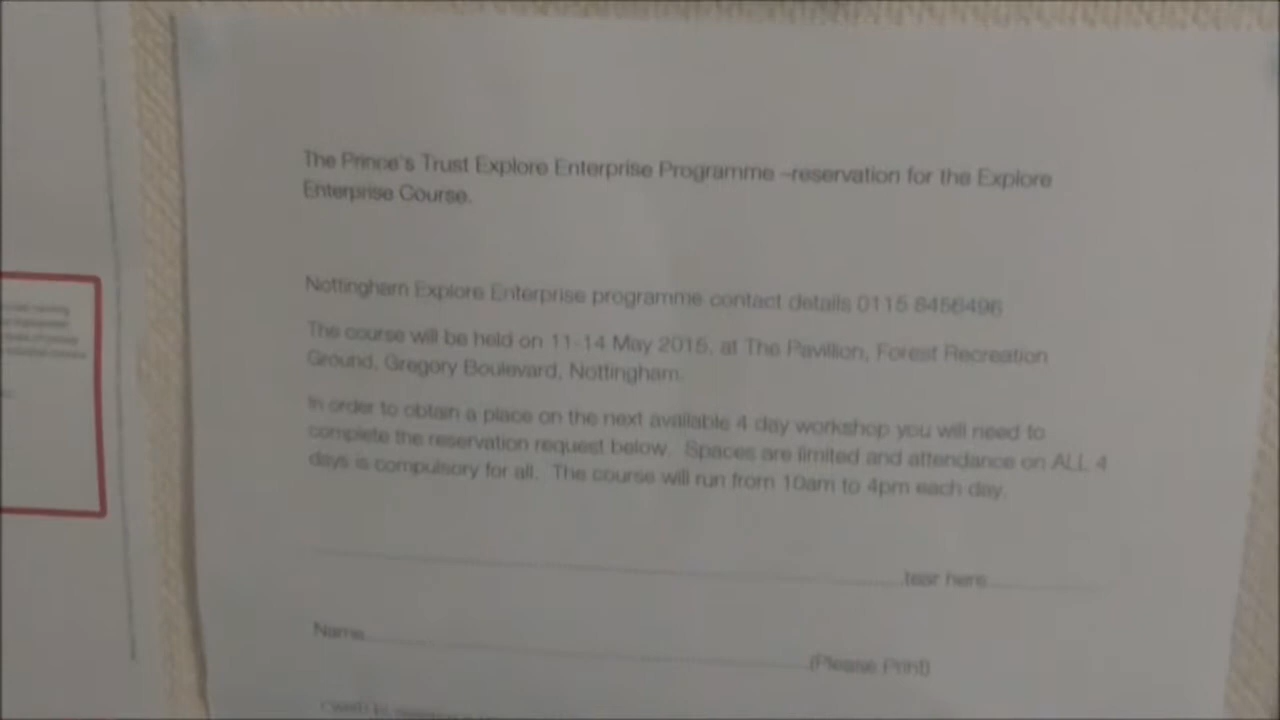 The Prince's Trust Explore Enterprise Programme –reservation for the Explore
Enterprise Course.
Nottingham Explore Enterprise programme contact details 0115 8456496
The course will be held on 11-14 May 2015, at The Pavillion, Forest Recreation
Ground, Gregory Boulevard, Nottingham.
In order to obtain a place on the next available 4 day workshop you will need to
complete the reservation request below. Spaces are limited and attendance on ALL 4
days is compulsory for all. The course will run from 10am to 4pm each day.
tear here
Name (Please Print)